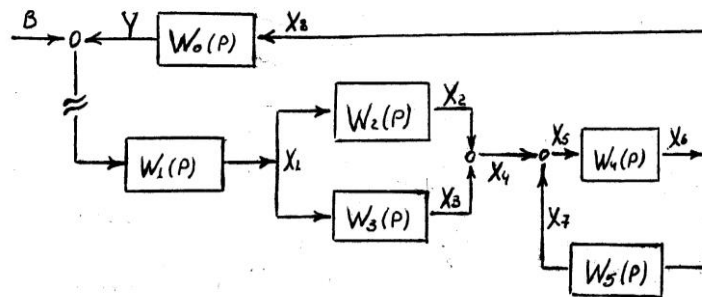 B
Y
W₀(P)
X8
W₁(P)
X₁
W₂(P)
X₂
W₃(P)
X₃
X₄
X₅
W₄(P)
X₆
X₇
W₅(P)